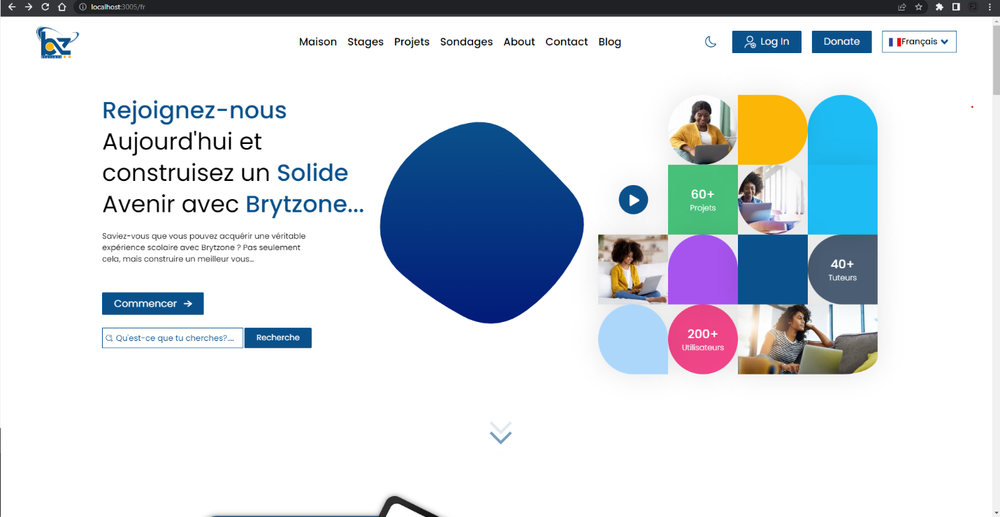 localhost:3005/fr
bz
Maison Stages Projets Sondages About Contact Blog
Log In
Donate
Français
Rejoignez-nous
Aujourd'hui et
construisez un Solide
Avenir avec Brytzone...
Saviez-vous que vous pouvez acquérir une véritable
expérience scolaire avec Brytzone ? Pas seulement
cela, mais construire un meilleur vous...
Commencer
Qu'est-ce que tu cherches?....
Recherche
60+
Projets
40+
Tuteurs
200+
Utilisateurs